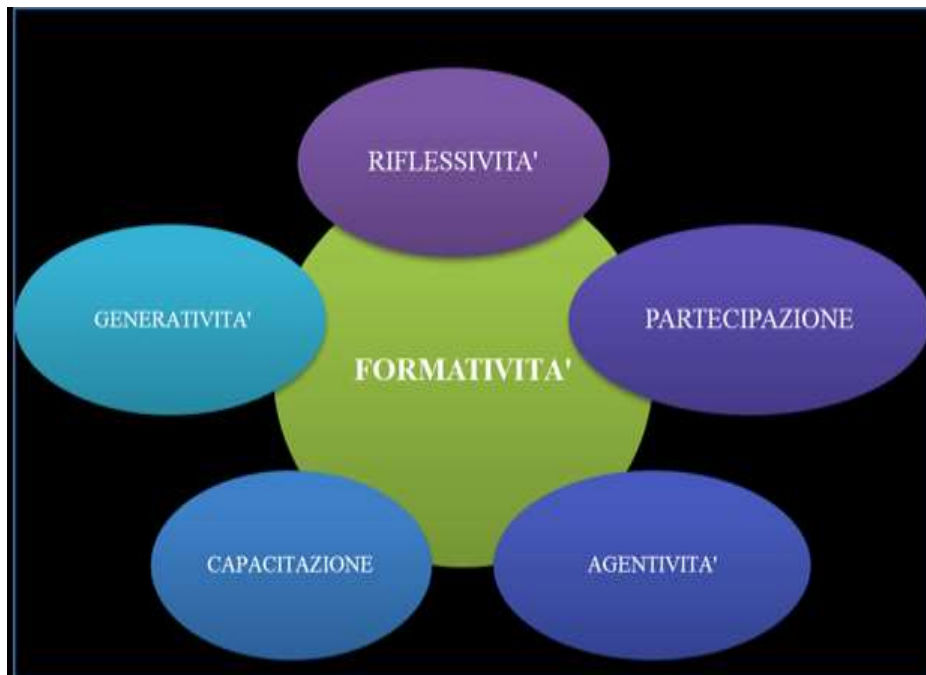 RIFLESSIVITA'
GENERATIVITA'
PARTECIPAZIONE
FORMATIVITA'
CAPACITAZIONE
AGENTIVITA'